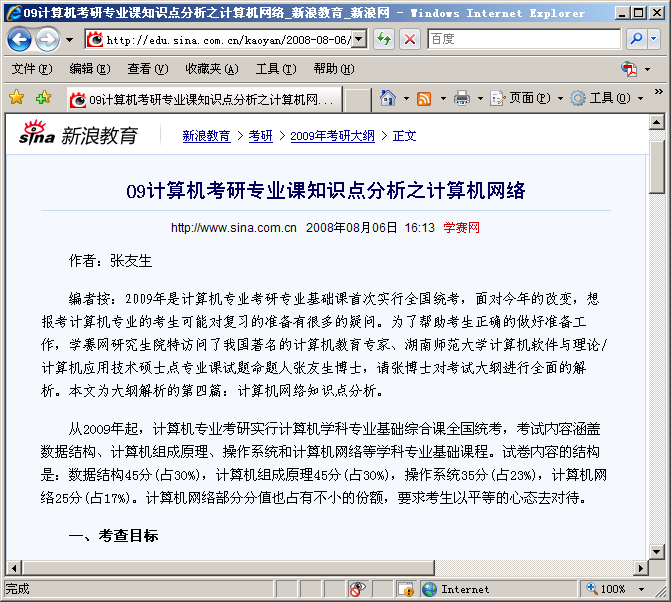 09计算机考研专业课知识点分析之计算机网络_新浪教育_新浪网 - Windows Internet Explorer
http://edu.sina.com.cn/kaoyan/2008-08-06/
百度
文件(F) 编辑(E) 查看(V) 收藏夹(A) 工具(T) 帮助(H)
09计算机考研专业课知识点分析之计算机网... 页面(P) 工具(O) »
sina 新浪教育 新浪教育 > 考研 > 2009年考研大纲 > 正文
09计算机考研专业课知识点分析之计算机网络
http://www.sina.com.cn 2008年08月06日 16:13 学赛网
作者：张友生
编者按：2009年是计算机专业考研专业基础课首次实行全国统考，面对今年的改变，想
报考计算机专业的考生可能对复习的准备有很多的疑问。为了帮助考生正确的做好准备工
作，学赛网研究生院特访问了我国著名的计算机教育专家、湖南师范大学计算机软件与理论/
计算机应用技术硕士点专业课试题命题人张友生博士，请张博士对考试大纲进行全面的解
析。本文为大纲解析的第四篇：计算机网络知识点分析。
从2009年起，计算机专业考研实行计算机学科专业基础综合课全国统考，考试内容涵盖
数据结构、计算机组成原理、操作系统和计算机网络等学科专业基础课程。试卷内容的结构
是：数据结构45分(占30%)，计算机组成原理45分(占30%)，操作系统35分(占23%)，计算机网
络25分(占17%)。计算机网络部分分值也占有不小的份额，要求考生以平等的心态去对待。
一、考查目标
完成 Internet 100%